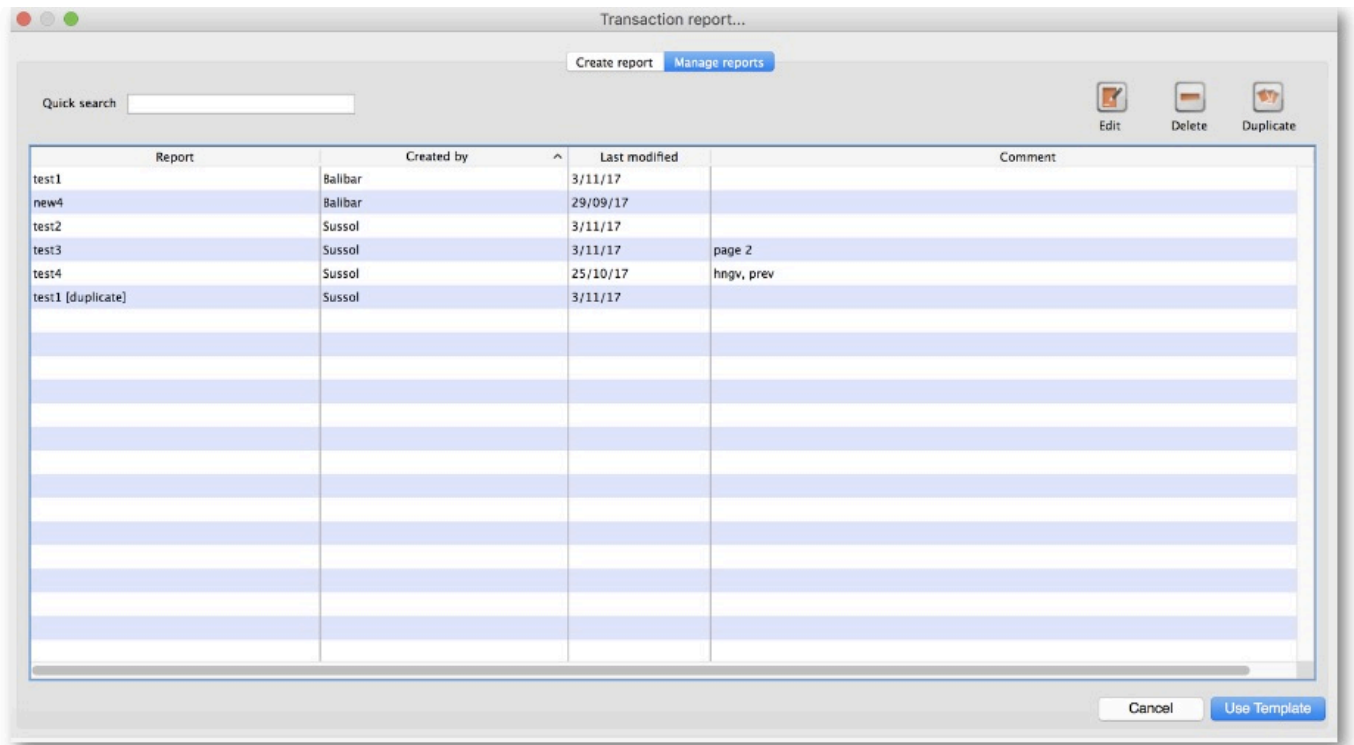 Transaction report...
Create report Manage reports
Quick search
Edit Delete Duplicate
Report Created by Last modified Comment
test1 Balibar 3/11/17
new4 Balibar 29/09/17
test2 Sussol 3/11/17
test3 Sussol 3/11/17 page 2
test4 Sussol 25/10/17 hngv, prev
test1 [duplicate] Sussol 3/11/17
Cancel Use Template